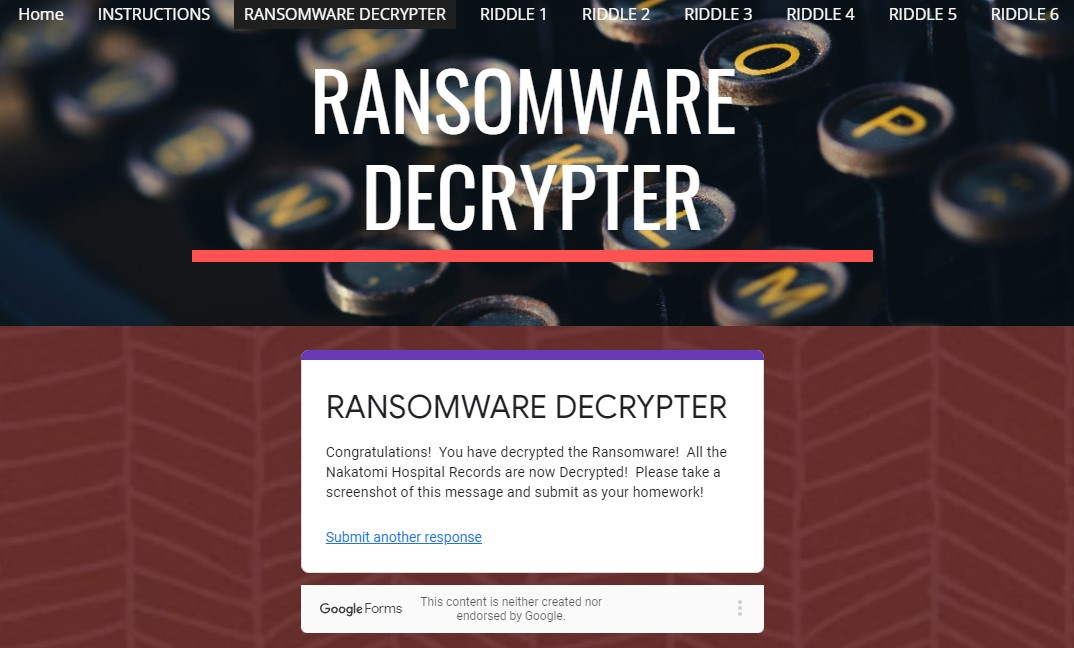 Home INSTRUCTIONS RANSOMWARE DECRYPTER RIDDLE 1 RIDDLE 2 RIDDLE 3 RIDDLE 4 RIDDLE 5 RIDDLE 6
RANSOMWARE
DECRYPTER
O
P
K
N
L
M
RANSOMWARE DECRYPTER
Congratulations! You have decrypted the Ransomware! All the
Nakatomi Hospital Records are now Decrypted! Please take a
screenshot of this message and submit as your homework!
Submit another response
Google Forms
This content is neither created nor
endorsed by Google.